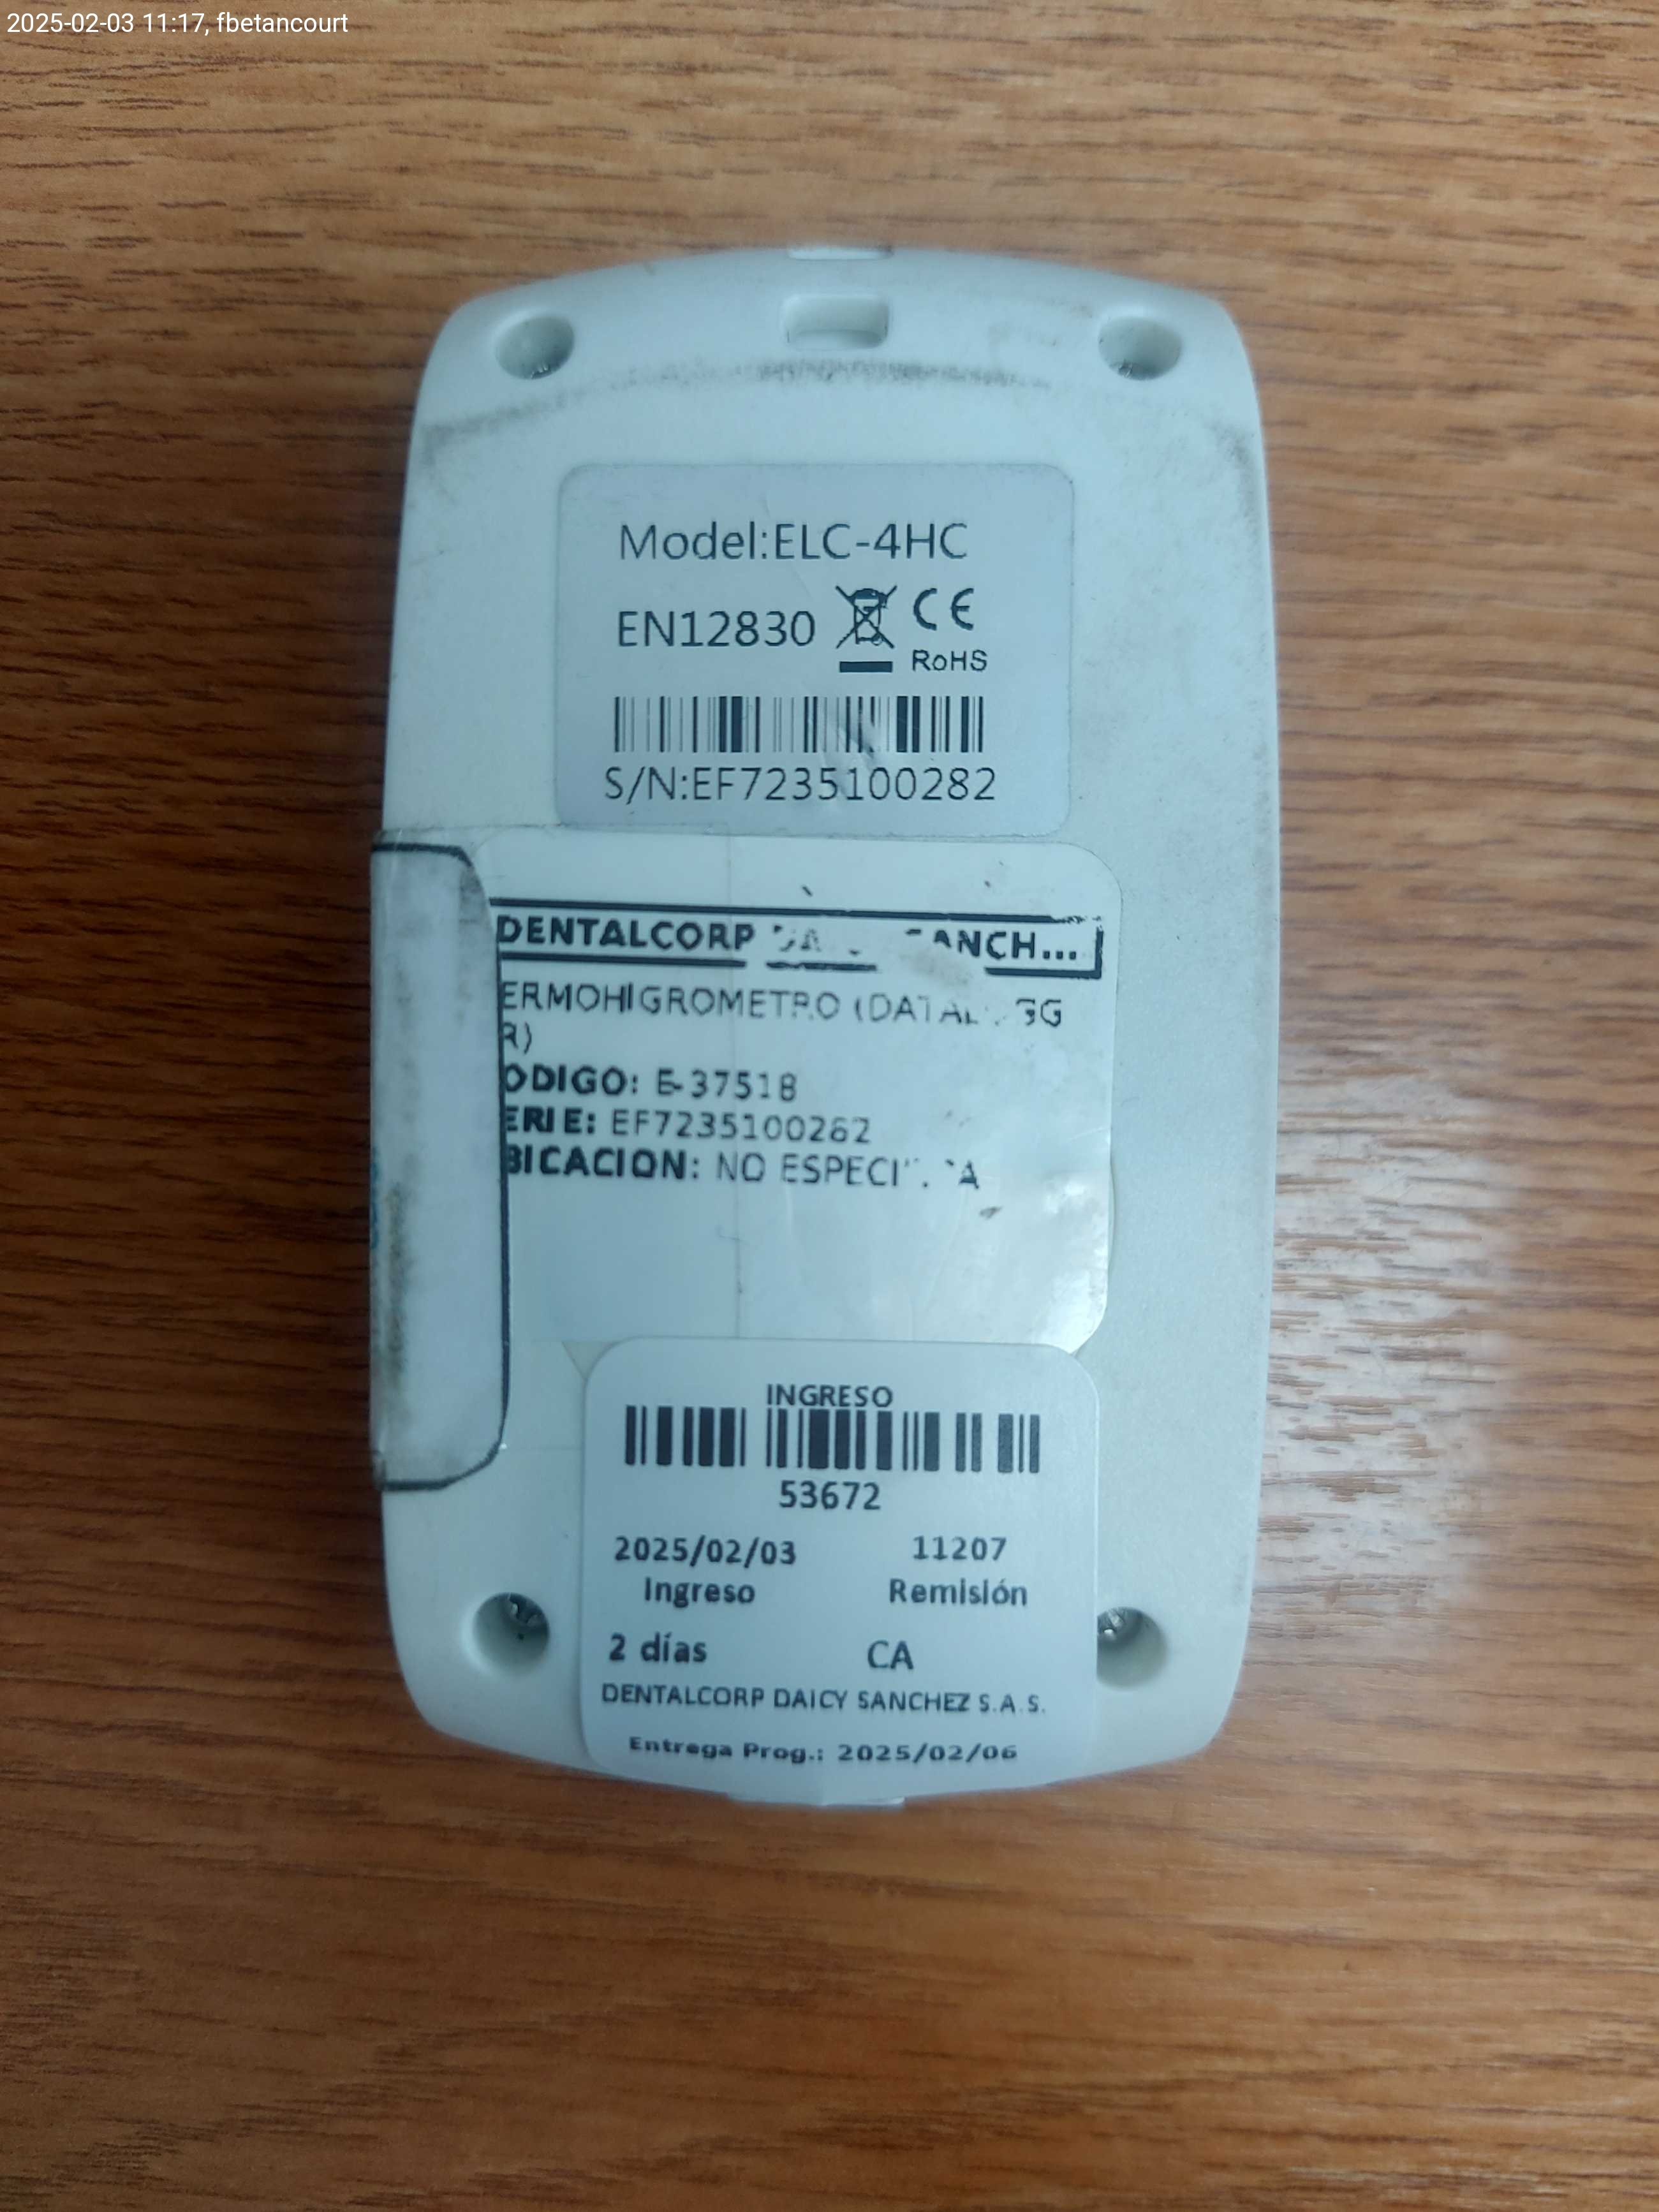 2025-02-03 11:17, fbetancourt
Model:ELC-4HC
EN12830 CE
RoHS
S/N:EF7235100282
DENTALCORP ANCH...
ERMOHIGROMETRO
R)
ODIGO: E-37518
ERIE: EF7235100282
BICACION: NO
INGRESO
53672
2025/02/03 11207
Ingreso Remisión
2 días CA
DENTALCORP DAICY SANCHEZ S.A.S.
Entrega Prog.: 2025/02/06